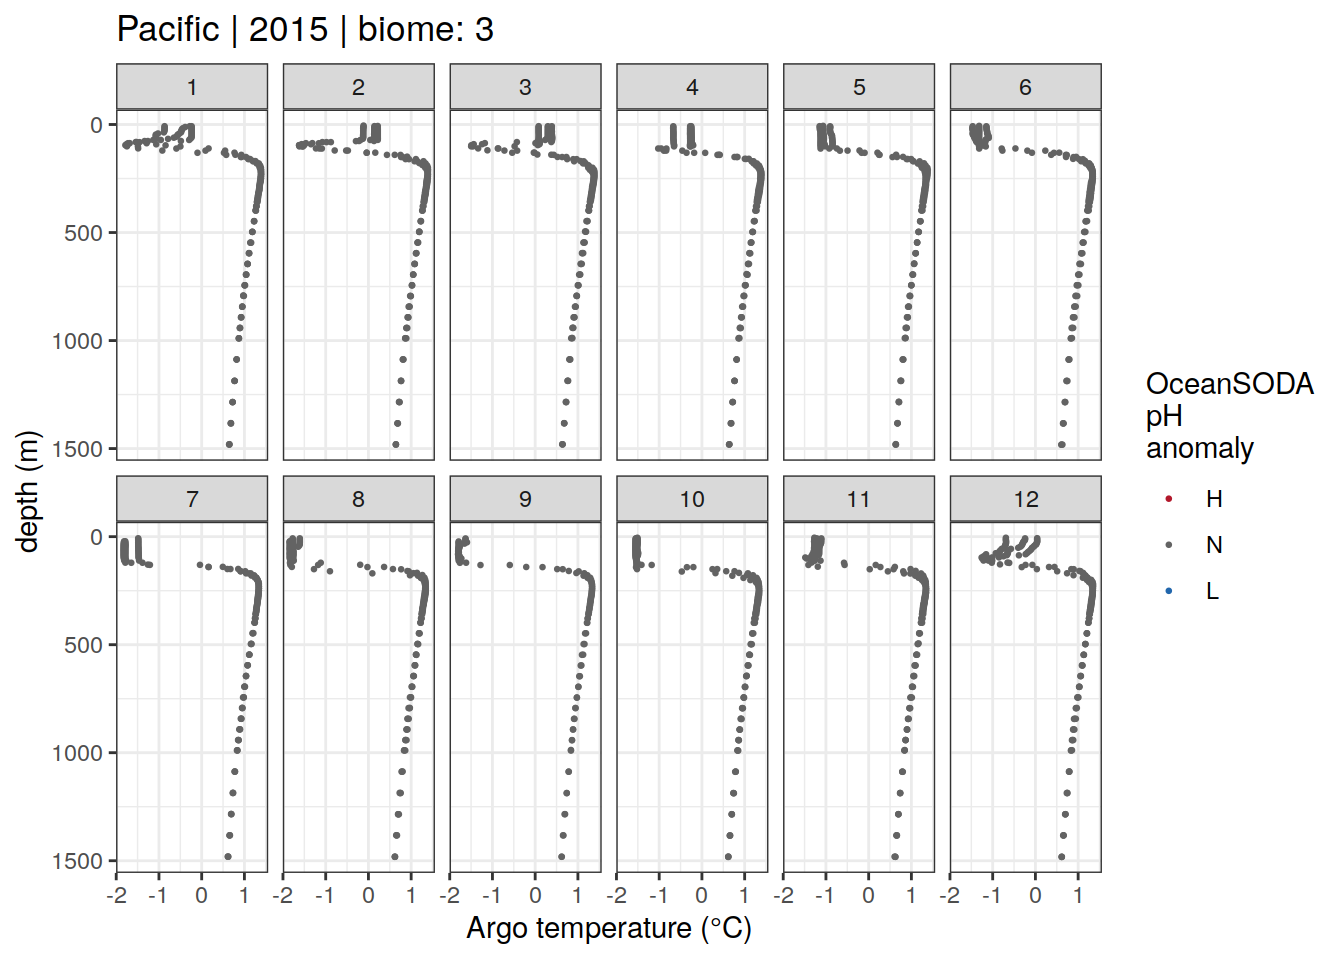 Pacific | 2015 | biome: 3
1 2 3 4 5 6
0
500
1000
1500
7 8 9 10 11 12
0
500
1000
1500
-2 -1 0 1 -2 -1 0 1 -2 -1 0 1 -2 -1 0 1 -2 -1 0 1 -2 -1 0 1
Argo temperature (°C)
depth (m)
OceanSODA
pH
anomaly
H
N
L